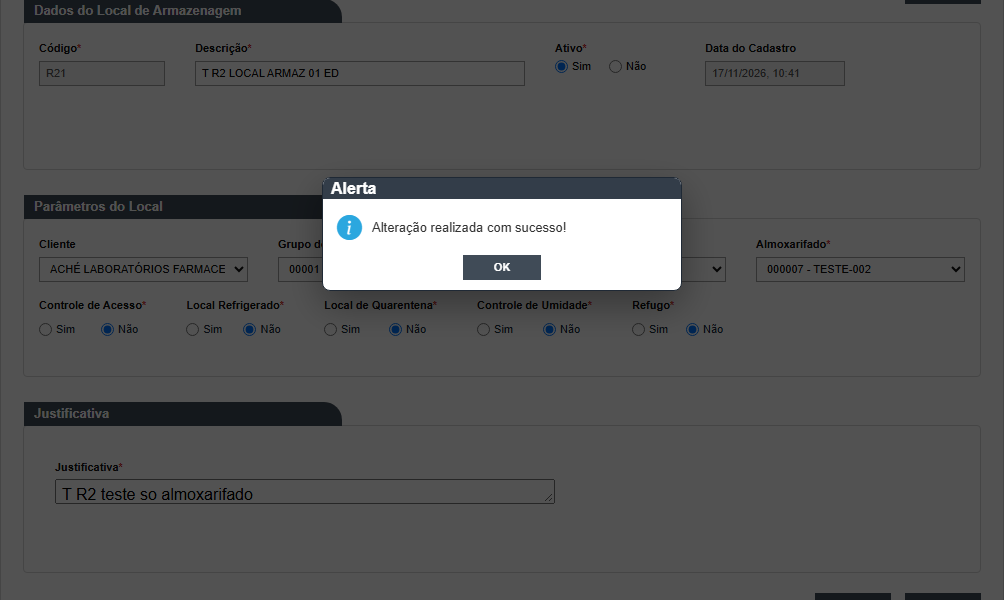 Dados do Local de Armazenagem
Código* Descrição* Ativo* Data do Cadastro
R21 T R2 LOCAL ARMAZ 01 ED Sim Não 17/11/2026, 10:41
Parâmetros do Local
Alerta
Alteração realizada com sucesso!
OK
Cliente Grupo Almoxarifado*
ACHÉ LABORATÓRIOS FARMACE 00001 000007 - TESTE-002
Controle de Acesso* Local Refrigerado* Local de Quarentena* Controle de Umidade* Refugo*
Sim Não Sim Não Sim Não Sim Não Sim Não
Justificativa
Justificativa*
T R2 teste so almoxarifado